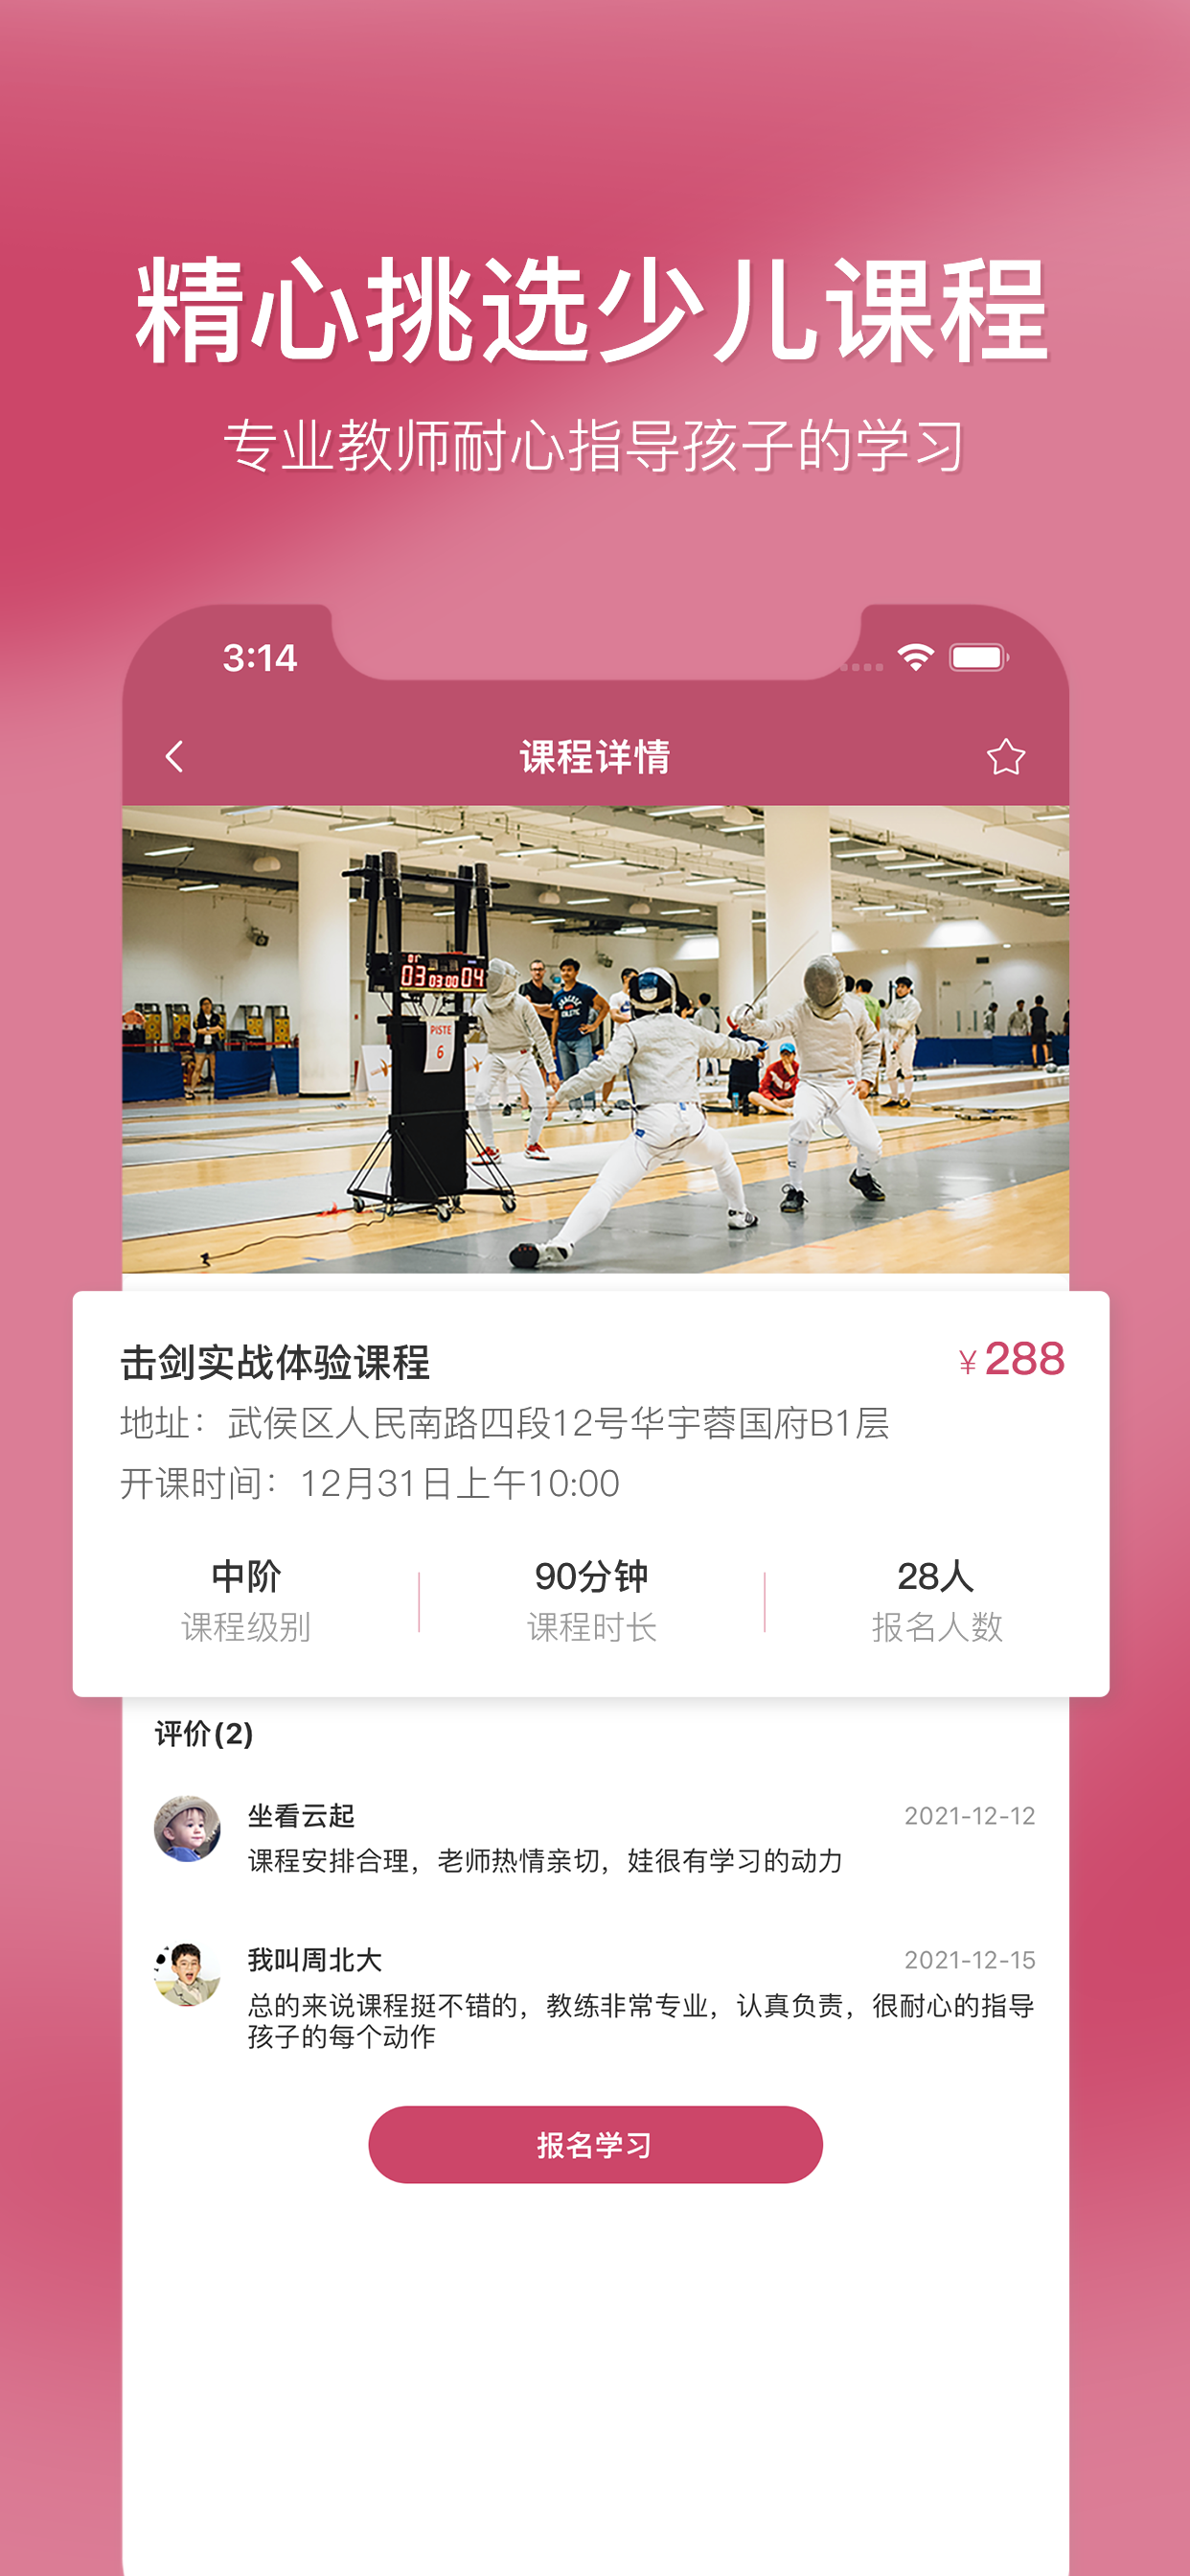 精心挑选少儿课程
专业教师耐心指导孩子的学习
3:14
课程详情
03 03:00 04
PISTE
6
击剑实战体验课程
¥288
地址：武侯区人民南路四段12号华宇蓉国府B1层
开课时间：12月31日上午10:00
中阶
90分钟
28人
课程级别
课程时长
报名人数
评价(2)
坐看云起
2021-12-12
课程安排合理，老师热情亲切，娃很有学习的动力
我叫周北大
2021-12-15
总的来说课程挺不错的，教练非常专业，认真负责，很耐心的指导
孩子的每个动作
报名学习